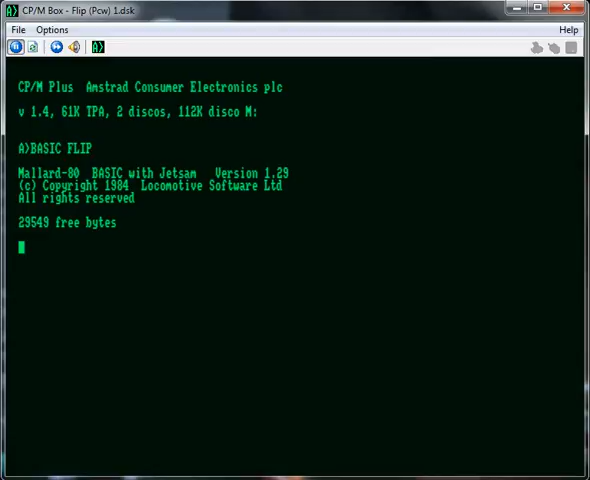 CP/M Box - Flip (Pcw) 1.dsk
File Options Help
A}
CP/M Plus Amstrad Consumer Electronics plc
v 1.4, 61K TPA, 2 discos, 112K disco M:
A>BASIC FLIP
Mallard-80 BASIC with Jetsam Version 1.29
(c) Copyright 1984 Locomotive Software Ltd
All rights reserved
29549 free bytes